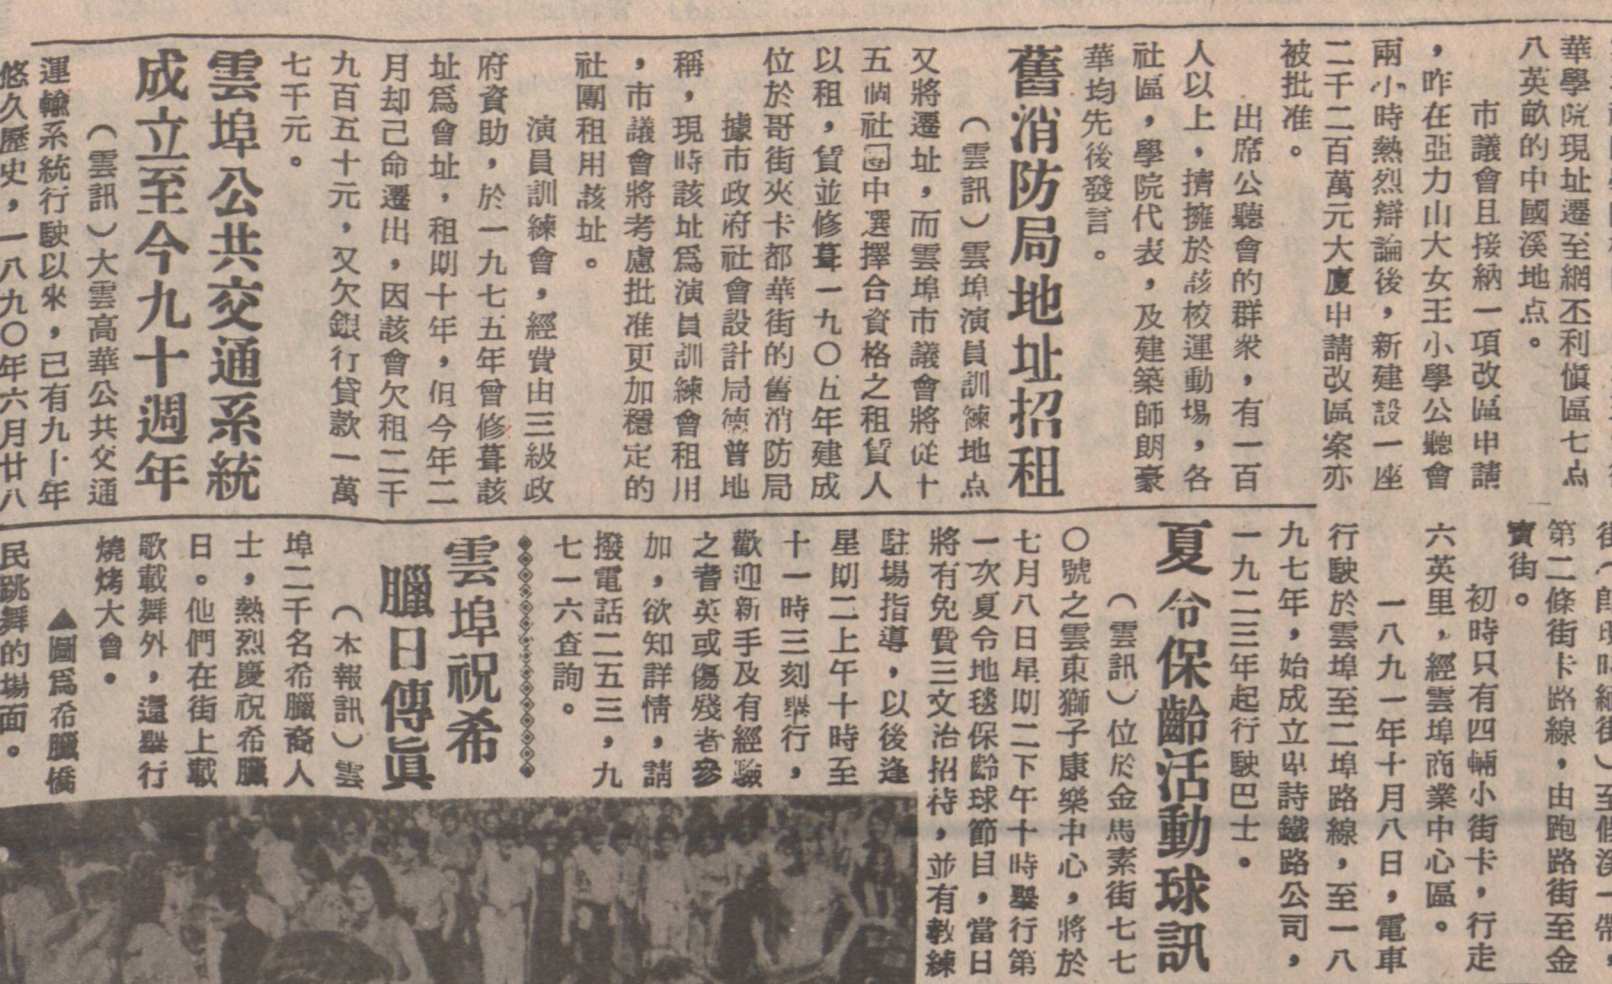 華學院現址遷至網丕利愼區七点
八英畝的中國溪地点。
市議會且接納一項改區申請
，昨在亞力山大女王小學公聽會
兩小時熱烈辯論後，新建設一座
二千二百萬元大廈申請改區案亦
被批准。
出席公聽會的群衆，有一百
人以上，擠擁於該校運動場，各
社區，學院代表，及建築師朗豪
華均先後發言。
舊消防局地址招租
（雲訊）雲埠演員訓練地点
又將遷址，而雲埠市議會將從十
五個社團中選擇合資格之租賃人
以租，賃並修葺一九〇五年建成
位於哥街夾卡都華街的舊消防局
據市政府社會設計局德普地
稱，現時該址爲演員訓練會租用
，市議會將考慮批准更加穩定的
社團租用該址。
演員訓練會，經費由三級政
府資助，於一九七五年曾修葺該
址爲會址，租期十年，但今年二
月却己命遷出，因該會欠租二千
九百五十元，又欠銀行貸款一萬
七千元。
雲埠公共交通系統
成立至今九十週年
（雲訊）大雲高華公共交通
運輸系統行駛以來，已有九十年
悠久歷史，一八九〇年六月廿八
第二條街卡路線，由跑路街至金
寶街。
初時只有四輛小街卡，行走
六英里，經雲埠商業中心區。
一八九一年十月八日，電車
行駛於雲埠至二埠路線，至一八
九七年，始成立卑詩鐵路公司，
一九二三年起行駛巴士。
夏令保齡活動球訊
（雲訊）位於金馬素街七七
〇號之雲東獅子康樂中心，將於
七月八日星期二下午十時舉行第
一次夏令地毯保齡球節目，當日
將有免費三文治招待，並有教練
駐場指導，以後逢
星期二上午十時至
十一時三刻舉行，
歡迎新手及有經驗
之耆英或傷殘者參
加，欲知詳情，請
撥電話二五三，九
七一六查詢。
雲埠祝希
臘日傳眞
（本報訊）雲
埠二千名希臘裔人
士，熱烈慶祝希臘
日。他們在街上載
歌載舞外，還舉行
燒烤大會。
▲圖爲希臘僑
民跳舞的場面。